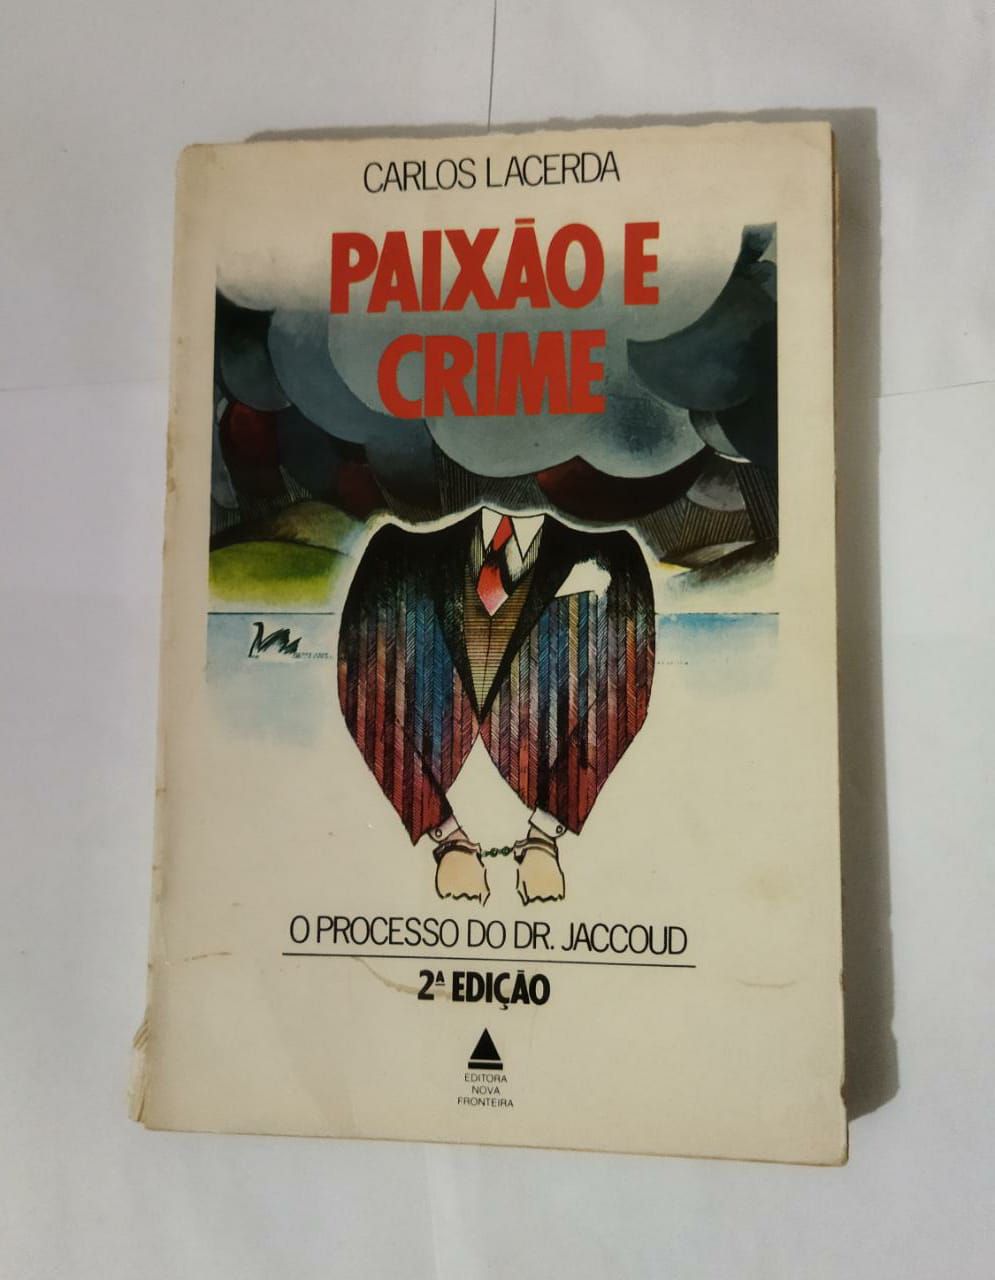 CARLOS LACERDA
PAIXÃO E
CRIME
O PROCESSO DO DR. JACCOUD
2ª EDIÇÃO
EDITORA
NOVA
FRONTEIRA